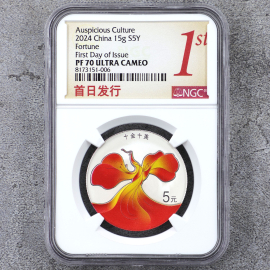 Auspicious Culture
2024 China 15g S5Y
Fortune
First Day of Issue
PF 70 ULTRA CAMEO
8173151-006
首日发行
1st
NGC
5元